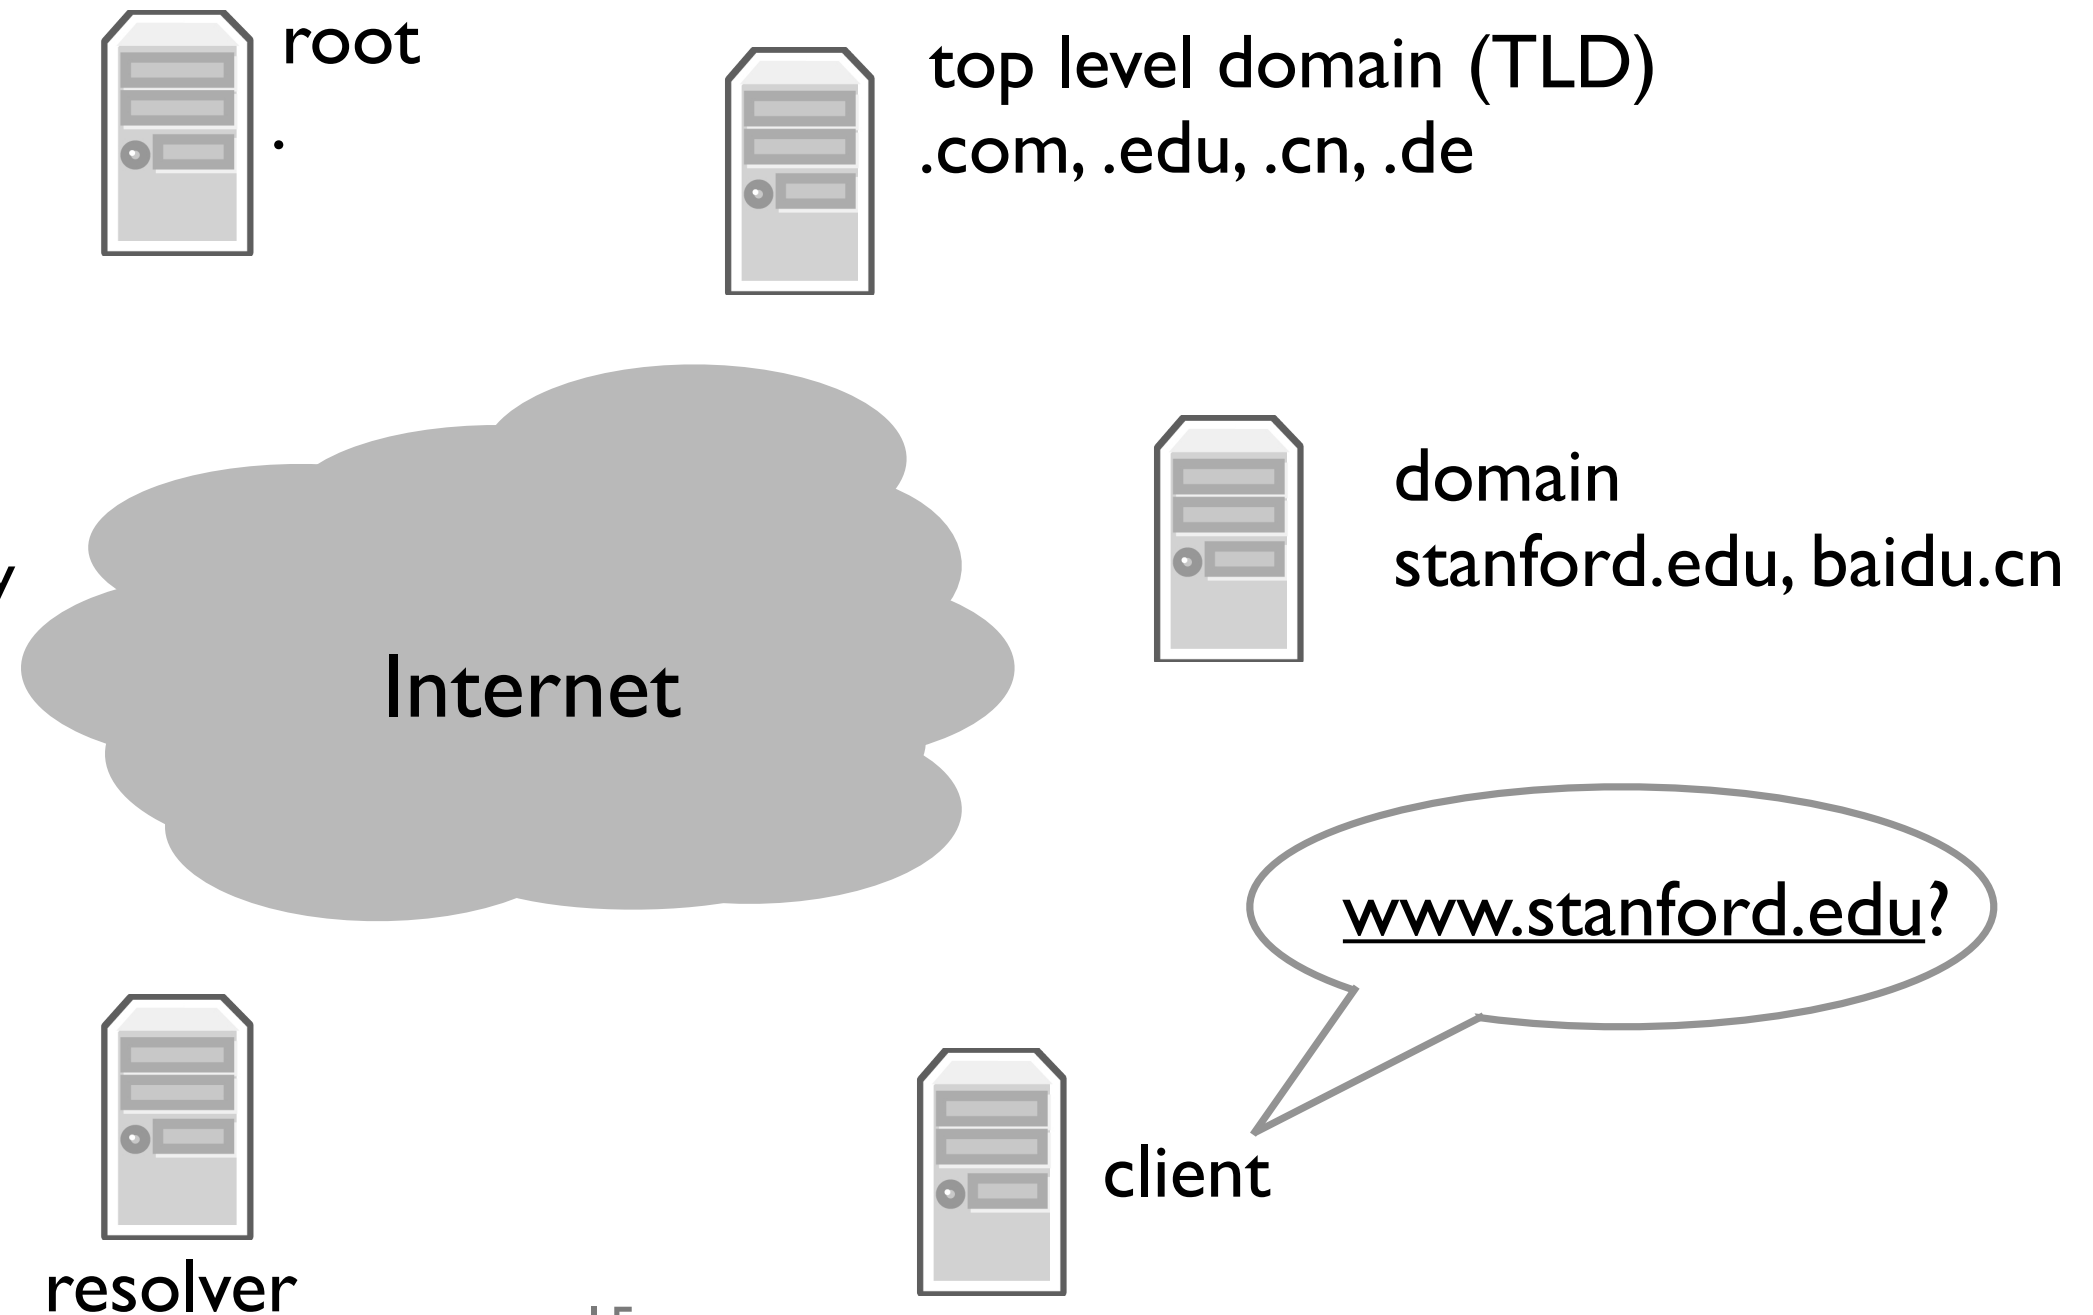 root
.
top level domain (TLD)
.com, .edu, .cn, .de
domain
stanford.edu, baidu.cn
Internet
www.stanford.edu?
client
resolver